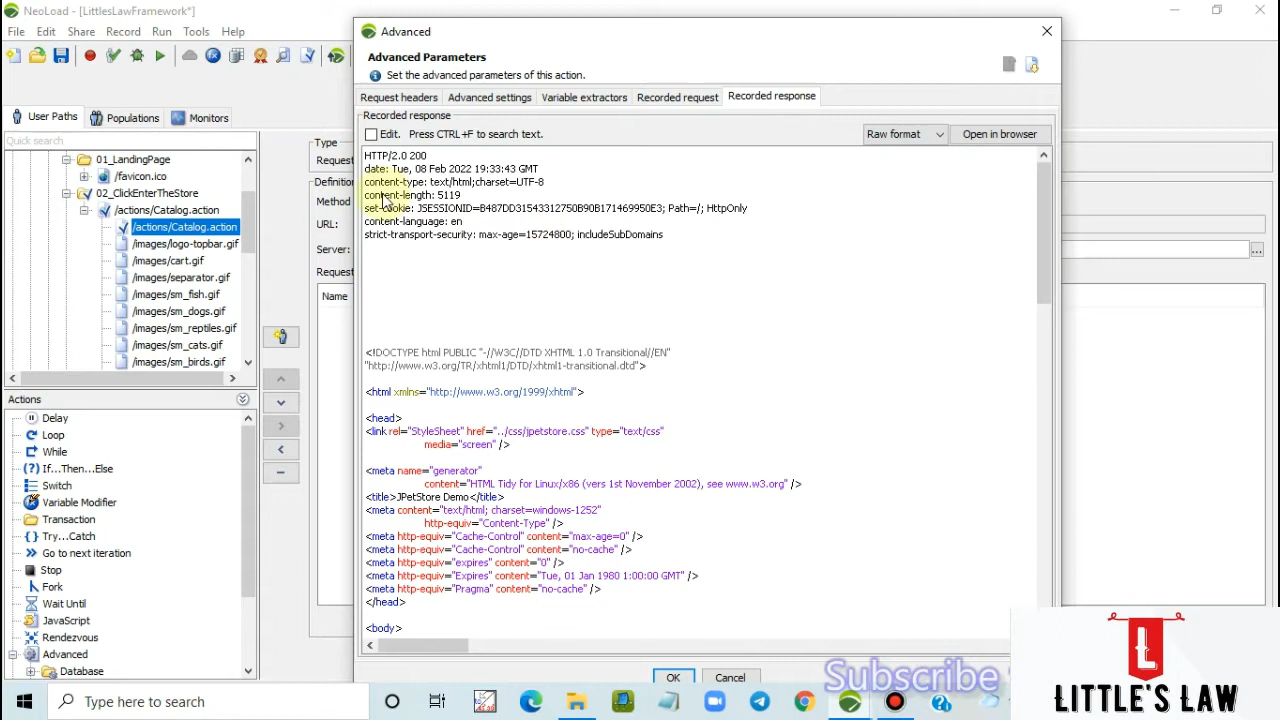 NeoLoad - [LittlesLawFramework*]
File Edit Share Record Run Tools Help
User Paths Populations Monitors
Quick search
01_LandingPage
/favicon.ico
02_ClickEnterTheStore
/actions/Catalog.action
/actions/Catalog.action
/images/logo-topbar.gif
/images/cart.gif
/images/separator.gif
/images/sm_fish.gif
/images/sm_dogs.gif
/images/sm_reptiles.gif
/images/sm_cats.gif
/images/sm_birds.gif
Actions
Delay
Loop
While
If...Then...Else
Switch
Variable Modifier
Transaction
Try...Catch
Go to next iteration
Stop
Fork
Wait Until
JavaScript
Rendezvous
Advanced
Database
Type
Reques
Definitio
Method
URL:
Server:
Reques
Name
Advanced
Advanced Parameters
Set the advanced parameters of this action.
Request headers Advanced settings Variable extractors Recorded request Recorded response
Recorded response
Edit. Press CTRL+F to search text. Raw format Open in browser
HTTP/2.0 200
date: Tue, 08 Feb 2022 19:33:43 GMT
content-type: text/html;charset=UTF-8
content-length: 5119
set-cookie: JSESSIONID=B487DD31543312750B90B171469950E3; Path=/; HttpOnly
content-language: en
strict-transport-security: max-age=15724800; includeSubDomains
<!DOCTYPE html PUBLIC "-//W3C//DTD XHTML 1.0 Transitional//EN"
"http://www.w3.org/TR/xhtml1/DTD/xhtml1-transitional.dtd">
<html xmlns="http://www.w3.org/1999/xhtml">
<head>
<link rel="StyleSheet" href="../css/jpetstore.css" type="text/css"
media="screen" />
<meta name="generator"
content="HTML Tidy for Linux/x86 (vers 1st November 2002), see www.w3.org" />
<title>JPetStore Demo</title>
<meta content="text/html; charset=windows-1252"
http-equiv="Content-Type" />
<meta http-equiv="Cache-Control" content="max-age=0" />
<meta http-equiv="Cache-Control" content="no-cache" />
<meta http-equiv="expires" content="0" />
<meta http-equiv="Expires" content="Tue, 01 Jan 1980 1:00:00 GMT" />
<meta http-equiv="Pragma" content="no-cache" />
</head>
<body>
OK Cancel
Subscribe
L
LITTLE'S LAW
Type here to search